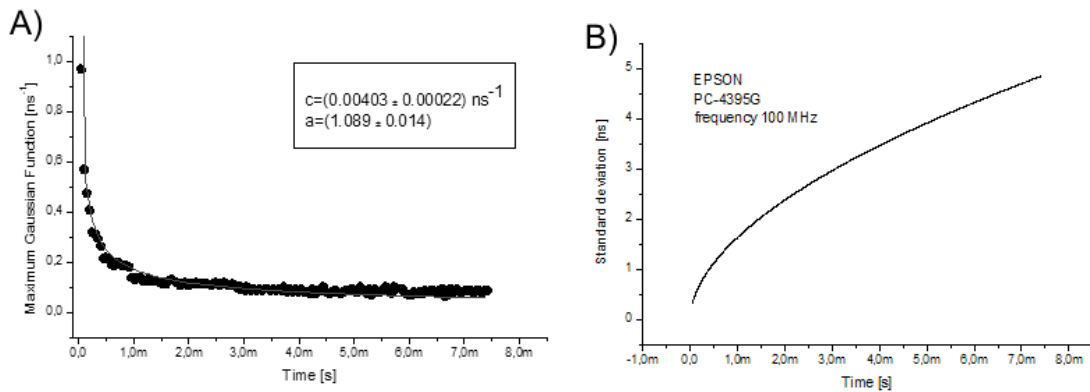 A)
Maximum Gaussian Function [ns⁻¹]
1,0
0,8
0,6
0,4
0,2
0,0
c=(0.00403 ± 0.00022) ns⁻¹
a=(1.089 ± 0.014)
0,0 1,0m 2,0m 3,0m 4,0m 5,0m 6,0m 7,0m 8,0m
Time [s]
B)
Standard deviation [ns]
5
4
3
2
1
0
EPSON
PC-4395G
frequency 100 MHz
-1,0m 0,0 1,0m 2,0m 3,0m 4,0m 5,0m 6,0m 7,0m 8,0m
Time [s]